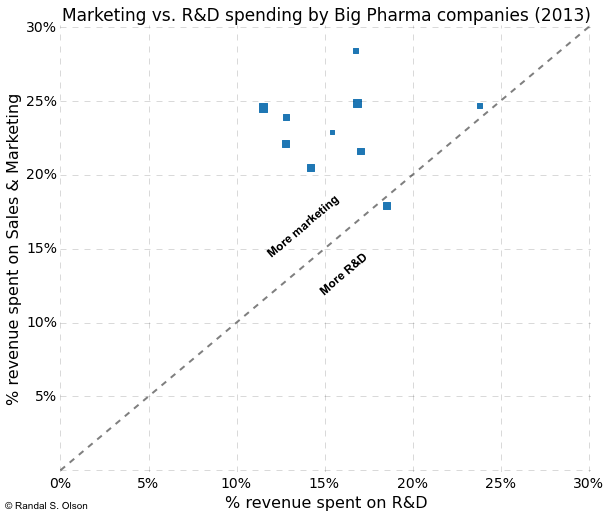 Marketing vs. R&D spending by Big Pharma companies (2013)
30%
25%
20%
15%
10%
5%
% revenue spent on Sales & Marketing
More marketing
More R&D
0%
5%
10%
15%
20%
25%
30%
% revenue spent on R&D
© Randal S. Olson